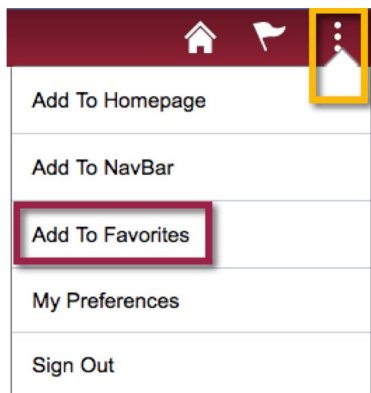 Add To Homepage
Add To NavBar
Add To Favorites
My Preferences
Sign Out